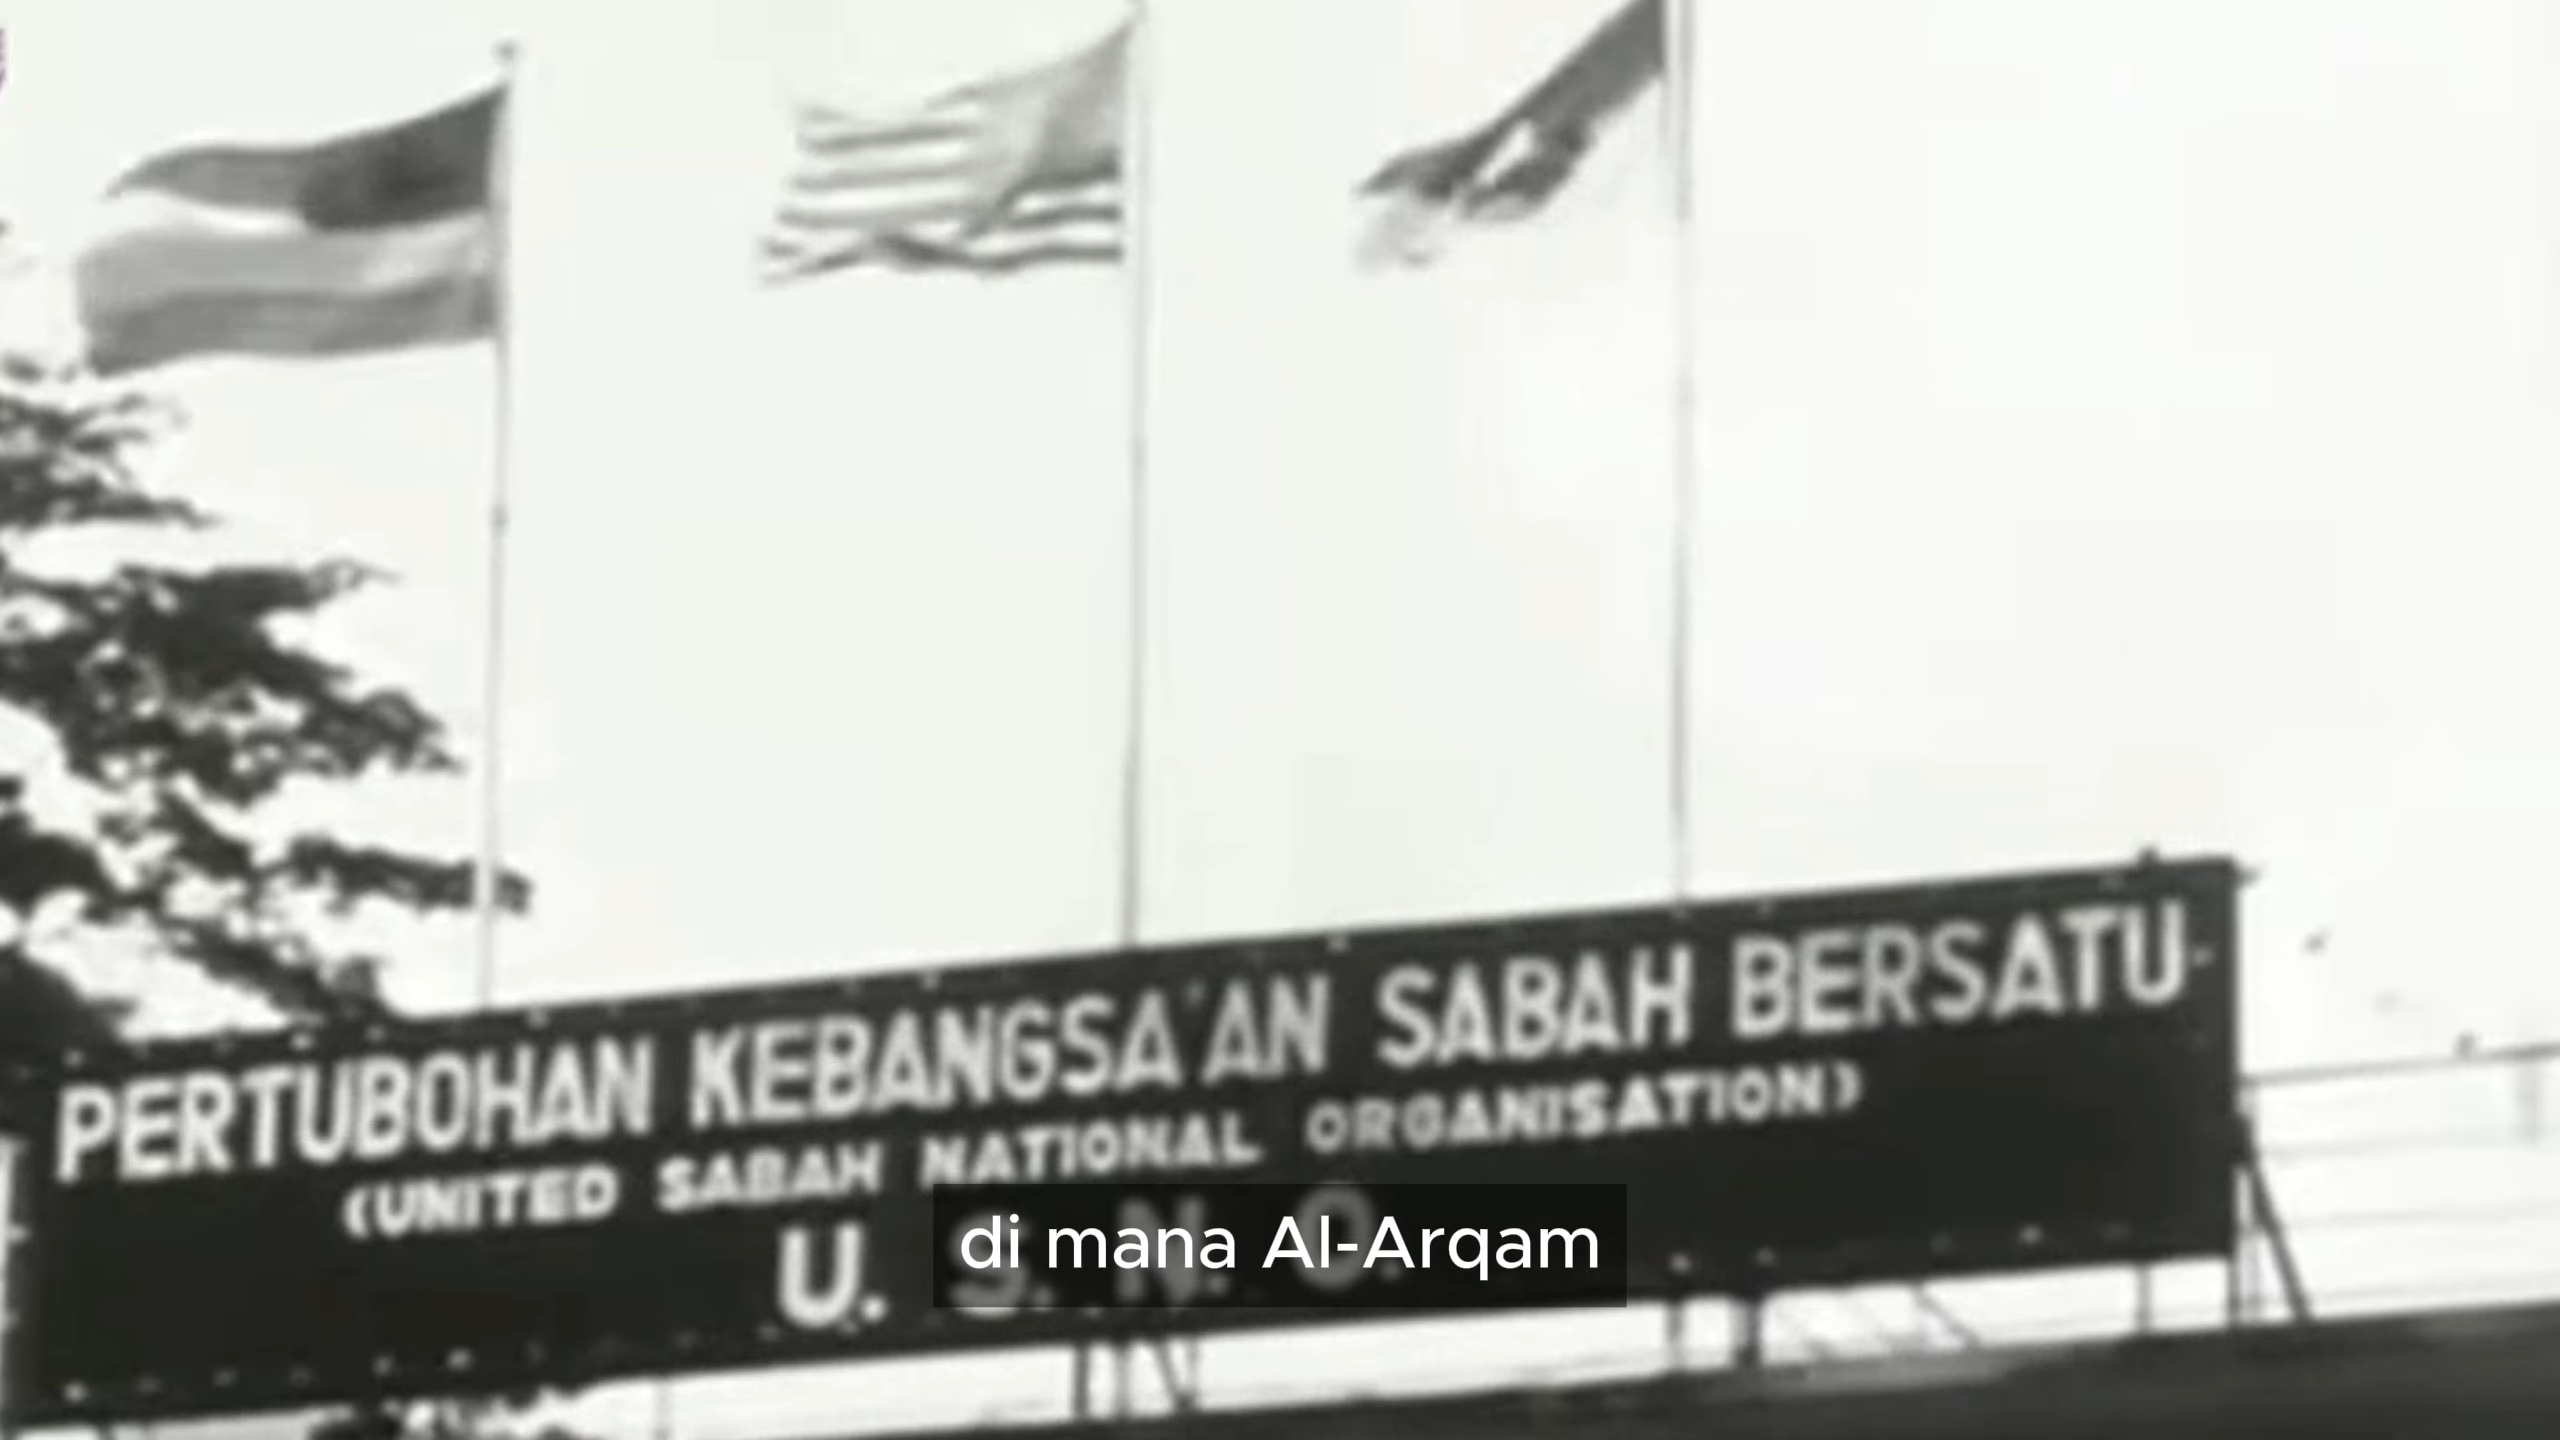 PERTUBOHAN KEBANGSA'AN SABAH BERSATU
(UNITED SABAH NATIONAL ORGANISATION)
U. S. N. O.
di mana Al-Arqam